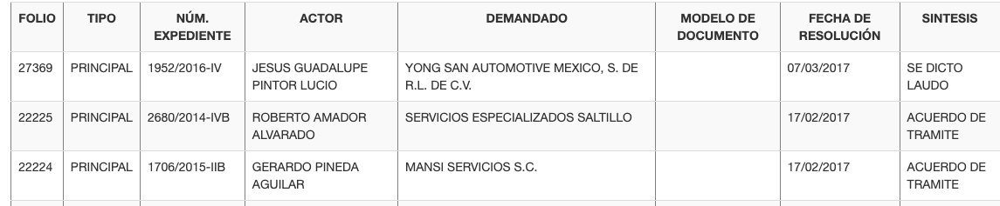 FOLIO TIPO NÚM. EXPEDIENTE ACTOR DEMANDADO MODELO DE DOCUMENTO FECHA DE RESOLUCIÓN SINTESIS
27369 PRINCIPAL 1952/2016-IV JESUS GUADALUPE PINTOR LUCIO YONG SAN AUTOMOTIVE MEXICO, S. DE R.L. DE C.V. 07/03/2017 SE DICTO LAUDO
22225 PRINCIPAL 2680/2014-IVB ROBERTO AMADOR ALVARADO SERVICIOS ESPECIALIZADOS SALTILLO 17/02/2017 ACUERDO DE TRAMITE
22224 PRINCIPAL 1706/2015-IIB GERARDO PINEDA AGUILAR MANSI SERVICIOS S.C. 17/02/2017 ACUERDO DE TRAMITE